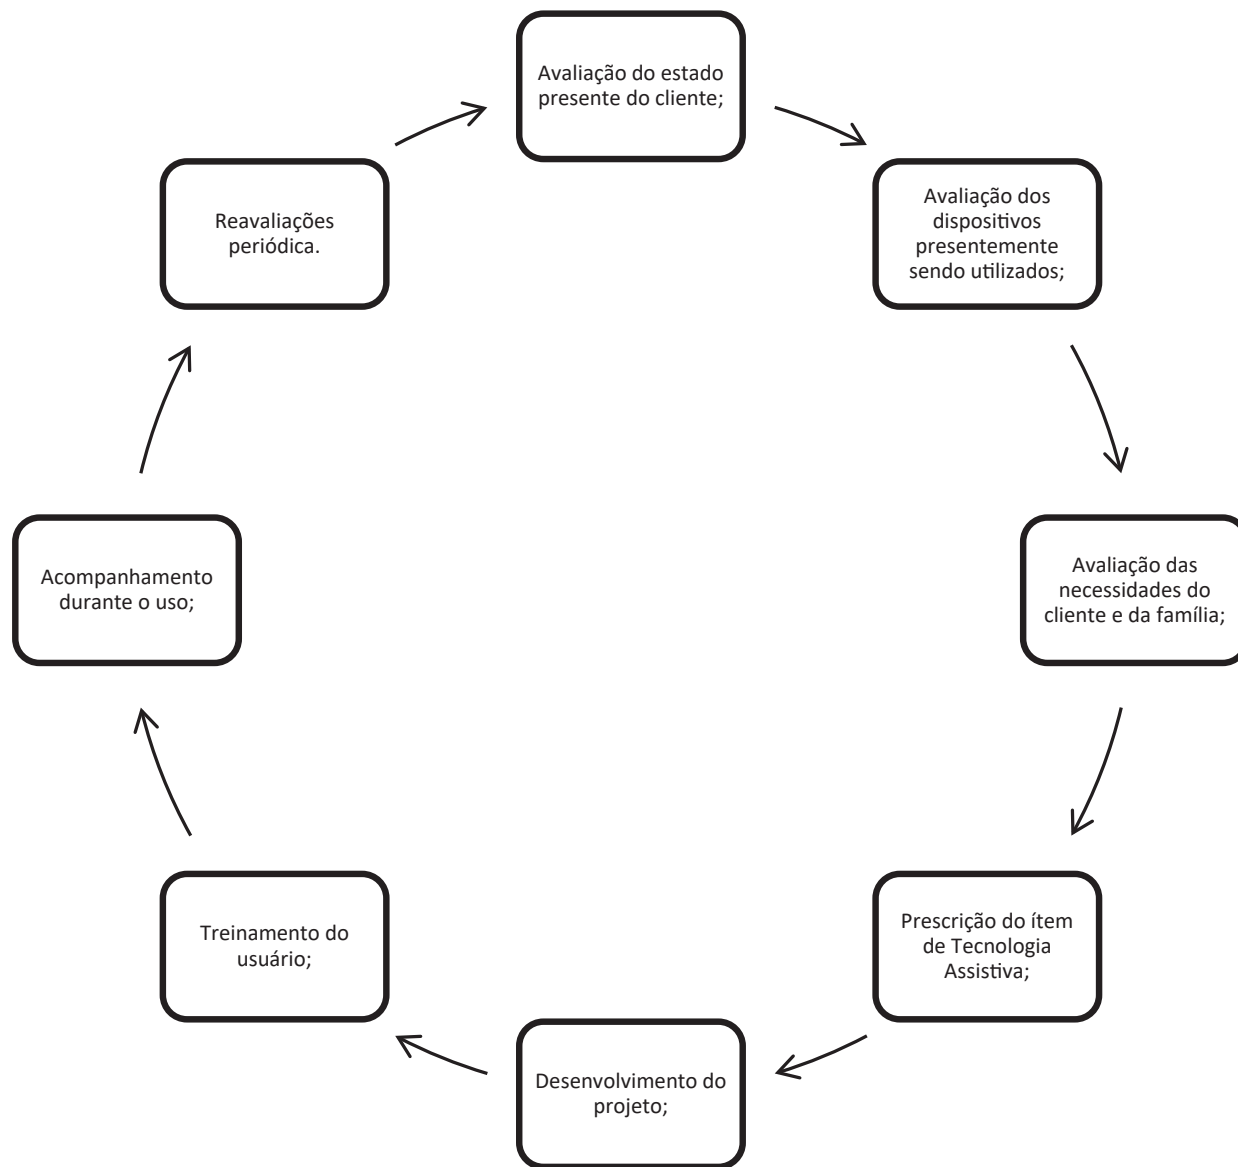 Avaliação do estado
presente do cliente;
Avaliação dos
dispositivos
presentemente
sendo utilizados;
Avaliação das
necessidades do
cliente e da família;
Prescrição do ítem
de Tecnologia
Assistiva;
Desenvolvimento do
projeto;
Treinamento do
usuário;
Acompanhamento
durante o uso;
Reavaliações
periódica.